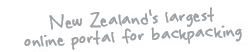 New Zealand's largest
online portal for backpacking